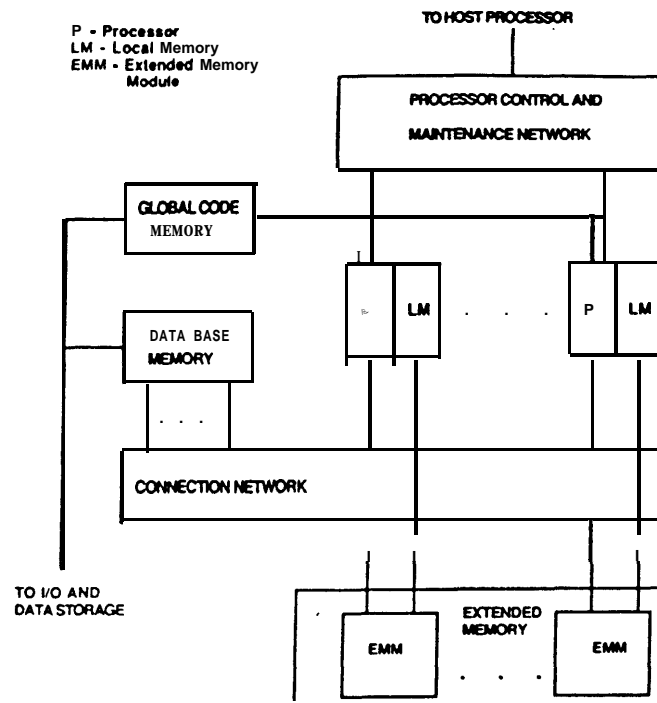 P - Processor
LM - Local Memory
EMM - Extended Memory
Module
TO HOST PROCESSOR
PROCESSOR CONTROL AND
MAINTENANCE NETWORK
GLOBAL CODE
MEMORY
LM
. . .
P
LM
DATA BASE
MEMORY
. . .
CONNECTION NETWORK
TO I/O AND
DATA STORAGE
EXTENDED
MEMORY
EMM
. . .
EMM